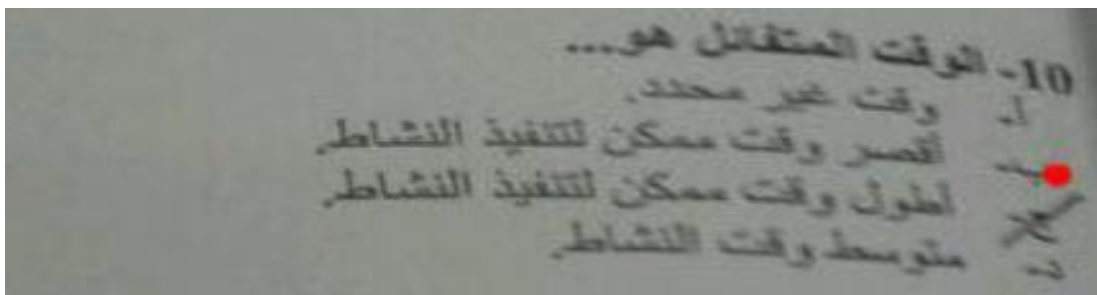 10- الوقت المتفائل هو...
أ- وقت غير محدد.
ب- أقصر وقت ممكن لتنفيذ النشاط.
أطول وقت ممكن لتنفيذ النشاط.
د- متوسط وقت النشاط.